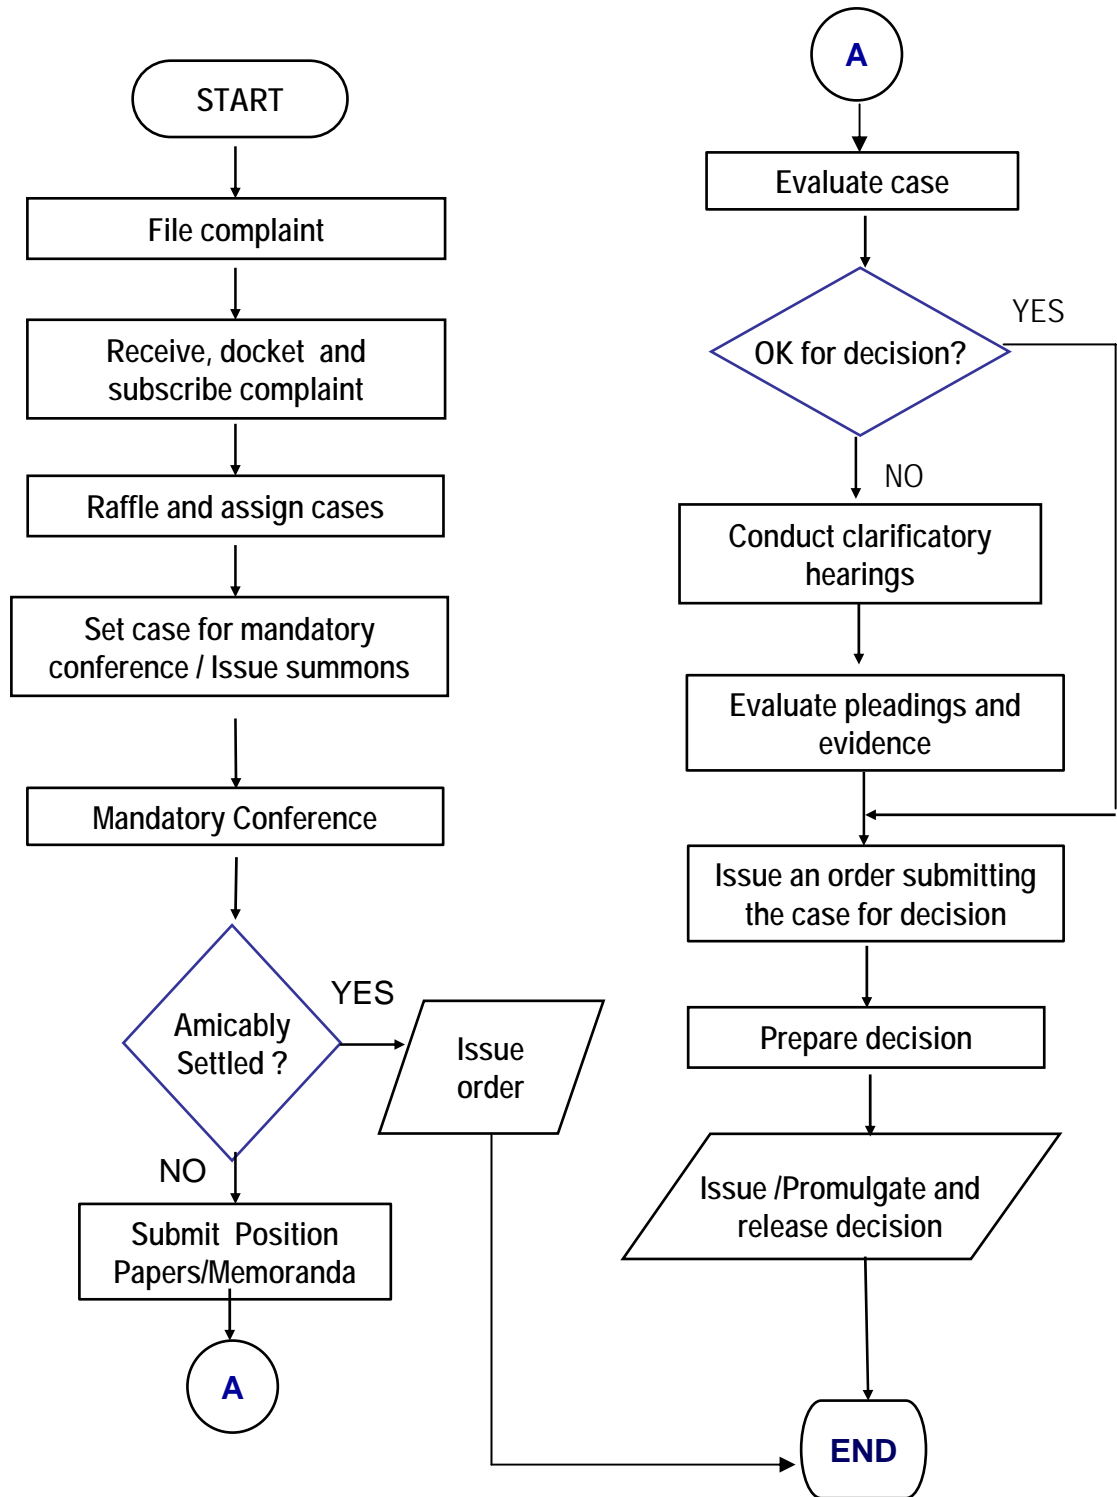 START
File complaint
Receive, docket and
subscribe complaint
Raffle and assign cases
Set case for mandatory
conference / Issue summons
Mandatory Conference
Amicably
Settled ?
YES
Issue
order
NO
Submit Position
Papers/Memoranda
A
A
Evaluate case
OK for decision?
YES
NO
Conduct clarificatory
hearings
Evaluate pleadings and
evidence
Issue an order submitting
the case for decision
Prepare decision
Issue /Promulgate and
release decision
END